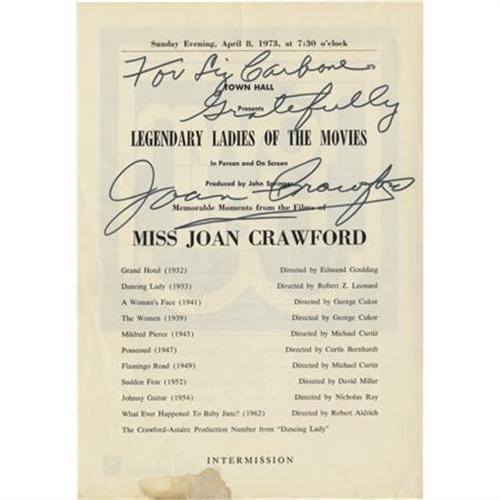 Sunday Evening, April 8, 1973, at 7:30 o'clock
For Liz Carbone
TOWN HALL
Gratefully
Presents
LEGENDARY LADIES OF THE MOVIES
In Person and On Screen
Produced by John Springer
Joan Crawford
Memorable Moments from the Films of
MISS JOAN CRAWFORD
Grand Hotel (1932) Directed by Edmund Goulding
Dancing Lady (1933) Directed by Robert Z. Leonard
A Woman's Face (1941) Directed by George Cukor
The Women (1939) Directed by George Cukor
Mildred Pierce (1945) Directed by Michael Curtiz
Possessed (1947) Directed by Curtis Bernhardt
Flamingo Road (1949) Directed by Michael Curtiz
Sudden Fear (1952) Directed by David Miller
Johnny Guitar (1954) Directed by Nicholas Ray
What Ever Happened To Baby Jane? (1962) Directed by Robert Aldrich
The Crawford-Astaire Production Number from "Dancing Lady"
INTERMISSION